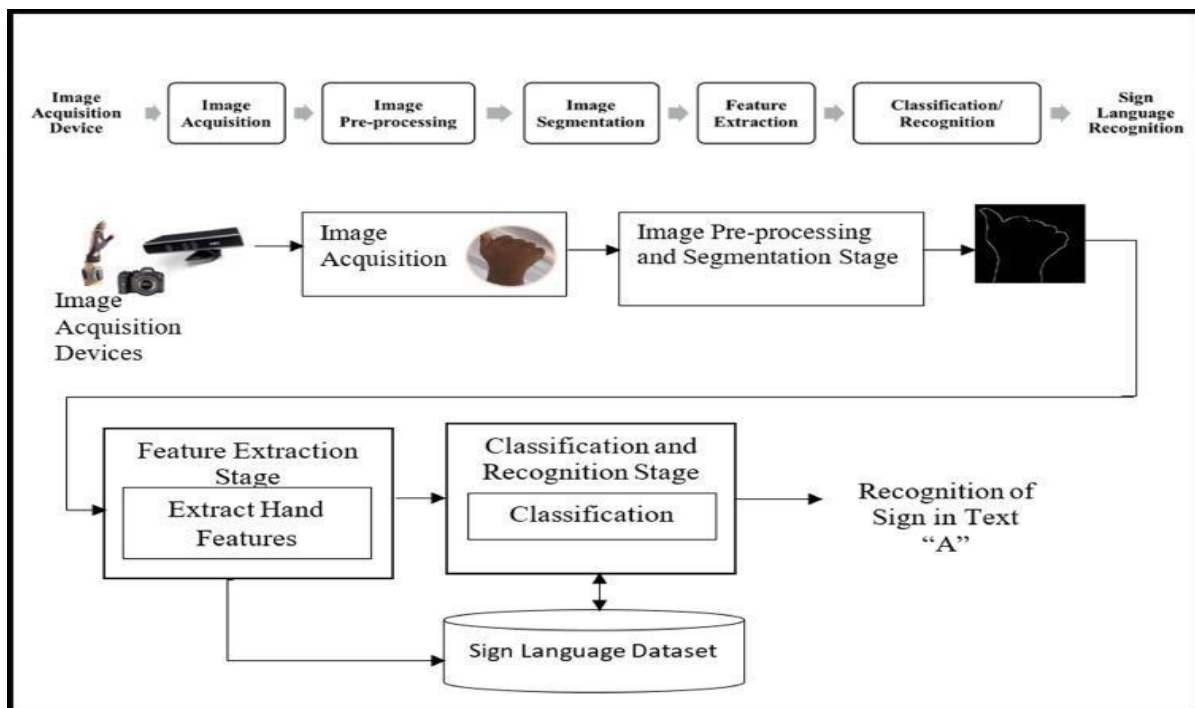 Image
Acquisition
Device
Image
Acquisition
Image
Pre-processing
Image
Segmentation
Feature
Extraction
Classification/
Recognition
Sign
Language
Recognition
Image
Acquisition
Devices
Image
Acquisition
Image Pre-processing
and Segmentation Stage
Feature Extraction
Stage
Extract Hand
Features
Classification and
Recognition Stage
Classification
Recognition of
Sign in Text
“A”
Sign Language Dataset